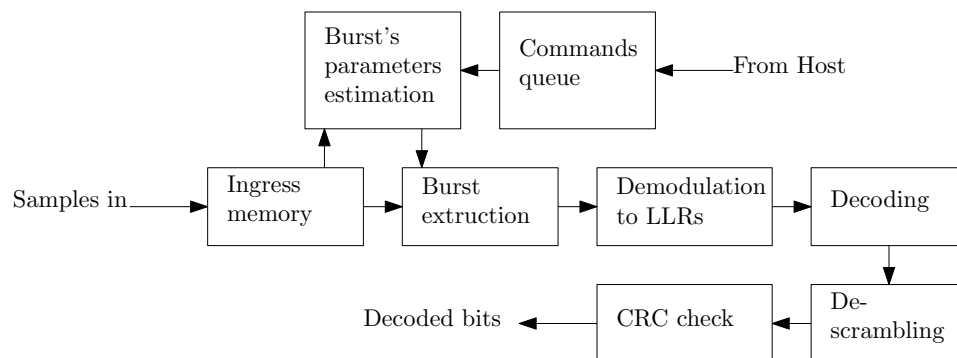 Burst's
parameters
estimation
Commands
queue
From Host
Samples in
Ingress
memory
Burst
extruction
Demodulation
to LLRs
Decoding
De-
scrambling
CRC check
Decoded bits